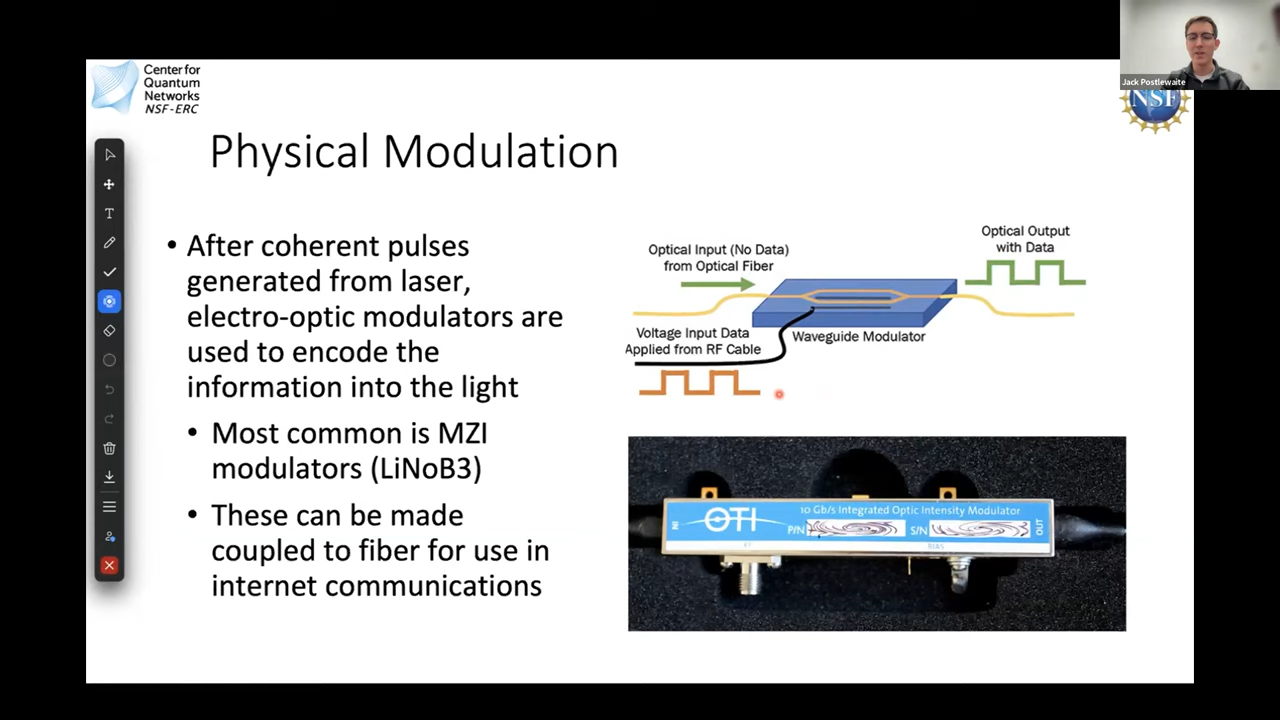 Center for
Quantum
Networks
NSF-ERC
Jack Postlewaite
NSF
Physical Modulation
• After coherent pulses
generated from laser,
electro-optic modulators are
used to encode the
information into the light
• Most common is MZI
modulators (LiNoB3)
• These can be made
coupled to fiber for use in
internet communications
Optical Input (No Data)
from Optical Fiber
Optical Output
with Data
Voltage Input Data
Applied from RF Cable
Waveguide Modulator
T
IN
OTI
10 Gb/s Integrated Optic Intensity Modulator
P/N
S/N
OUT
BIAS